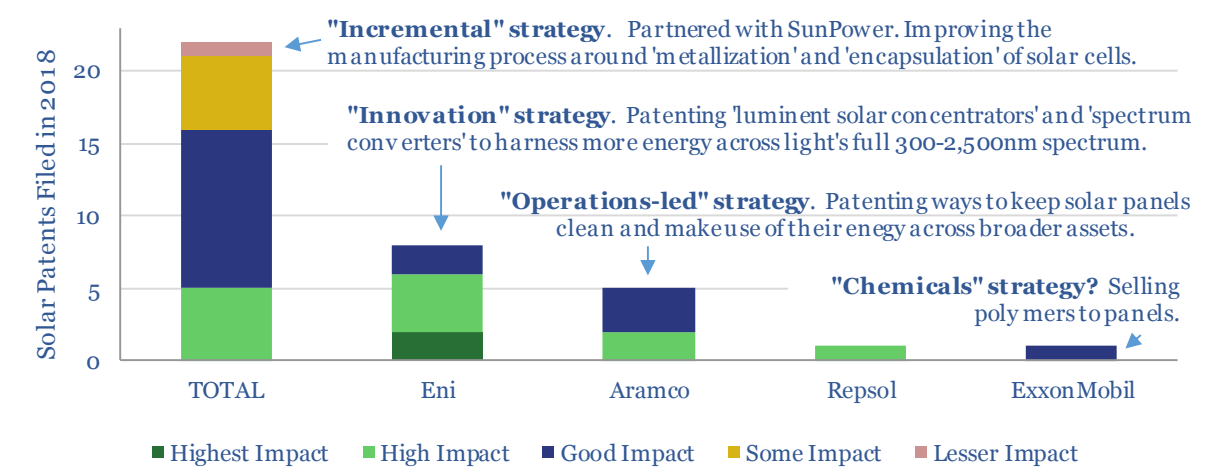 "Incremental" strategy. Partnered with SunPower. Improving the
manufacturing process around 'metallization' and 'encapsulation' of solar cells.
"Innovation" strategy. Patenting 'luminent solar concentrators' and 'spectrum
converters' to harness more energy across light's full 300-2,500nm spectrum.
"Operations-led" strategy. Patenting ways to keep solar panels
clean and make use of their enegy across broader assets.
"Chemicals" strategy? Selling
polymers to panels.
Solar Patents Filed in 2018
20
15
10
5
0
TOTAL Eni Aramco Repsol ExxonMobil
Highest Impact High Impact Good Impact Some Impact Lesser Impact